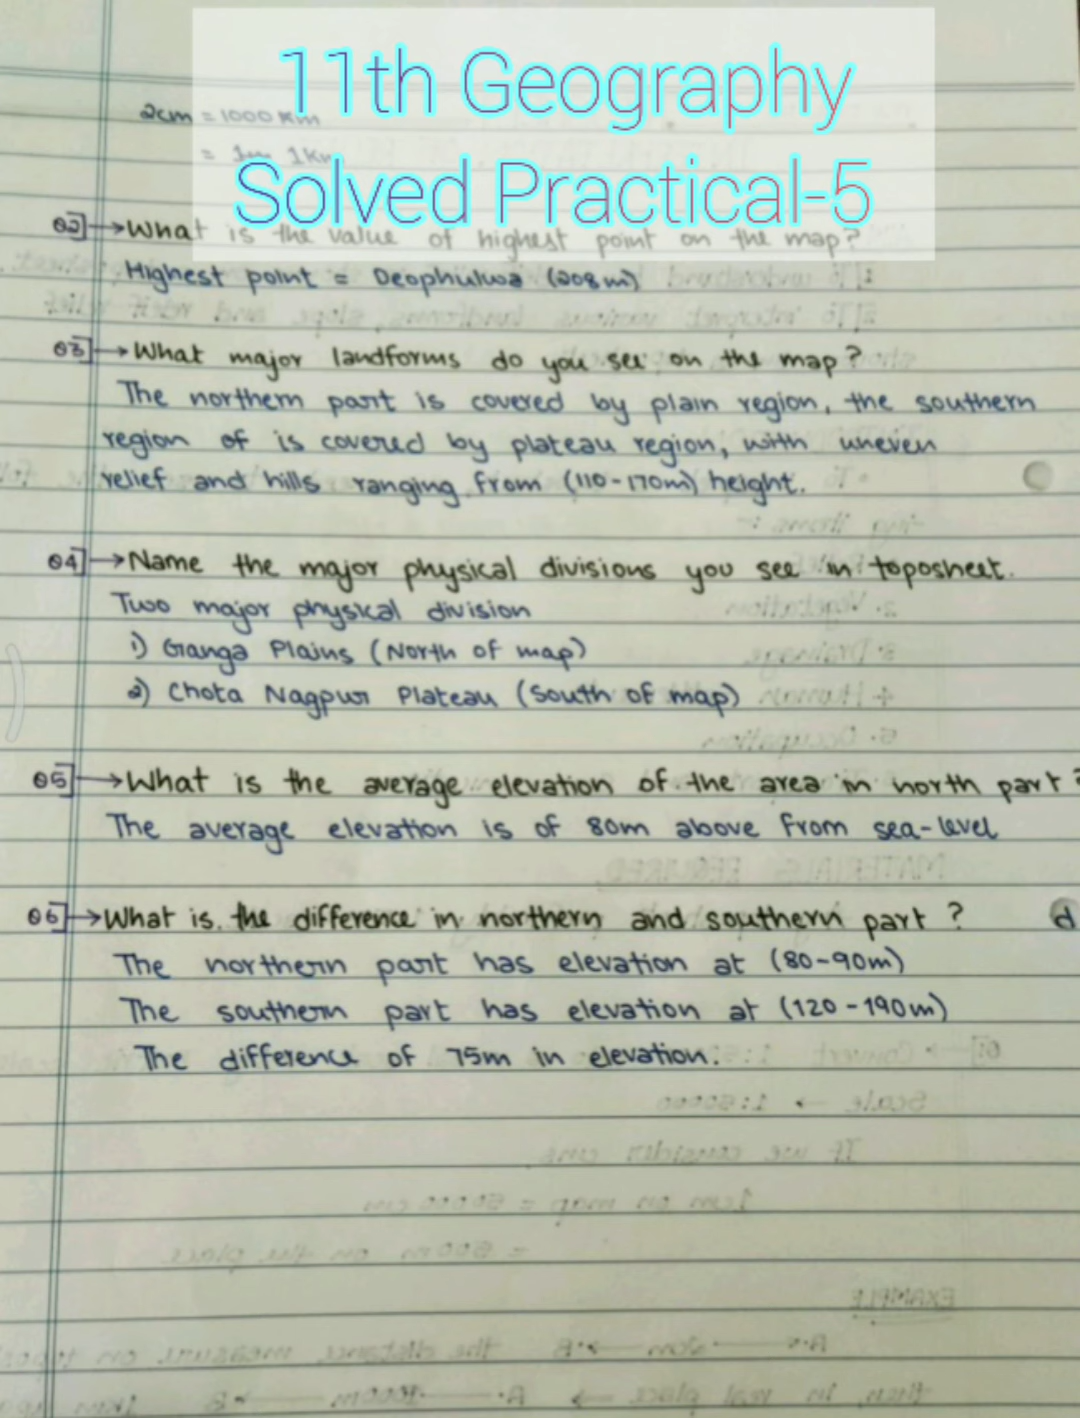 11th Geography
Solved Practical-5
2cm = 1000 Km
= 1Km
Q2] → What is the value of highest point on the map?
Highest point = Deophulwa (208m)
Q3] → What major landforms do you see on the map?
The northern part is covered by plain region, the southern
region of is covered by plateau region, with uneven
relief and hills ranging from (110-170m) height.
Q4] → Name the major physical divisions you see in toposheet.
Two major physical division
1) Ganga Plains (North of map)
2) Chota Nagpur Plateau (South of map)
Q5] → What is the average elevation of the area in north part?
The average elevation is of 80m above from sea-level
Q6] → What is the difference in northern and southern part?
The northern part has elevation at (80-90m)
The southern part has elevation at (120-190m)
The difference of 75m in elevation.